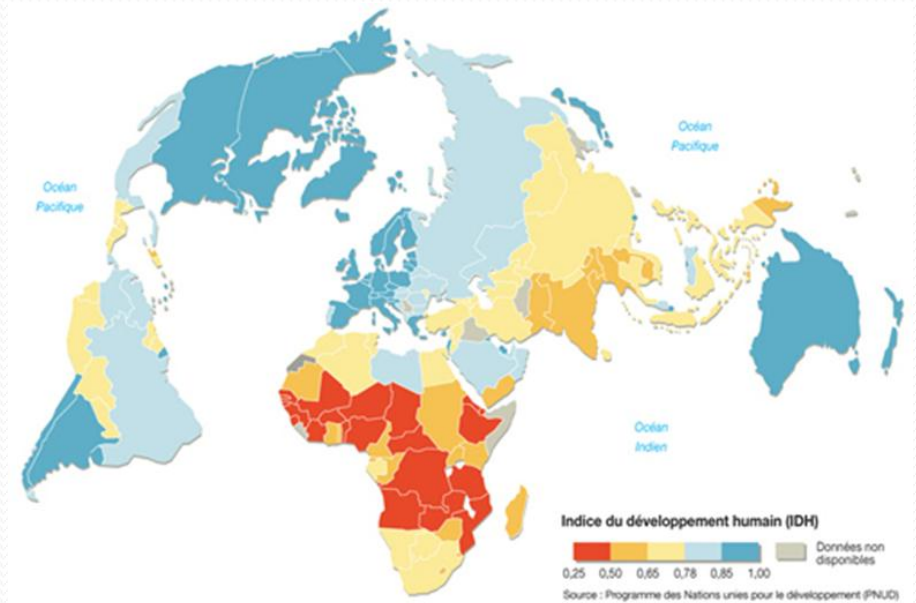 Océan
Pacifique
Océan
Pacifique
Océan
Indien
Indice du développement humain (IDH)
0,25 0,50 0,65 0,78 0,85 1,00
Données non
disponibles
Source : Programme des Nations unies pour le développement (PNUD)